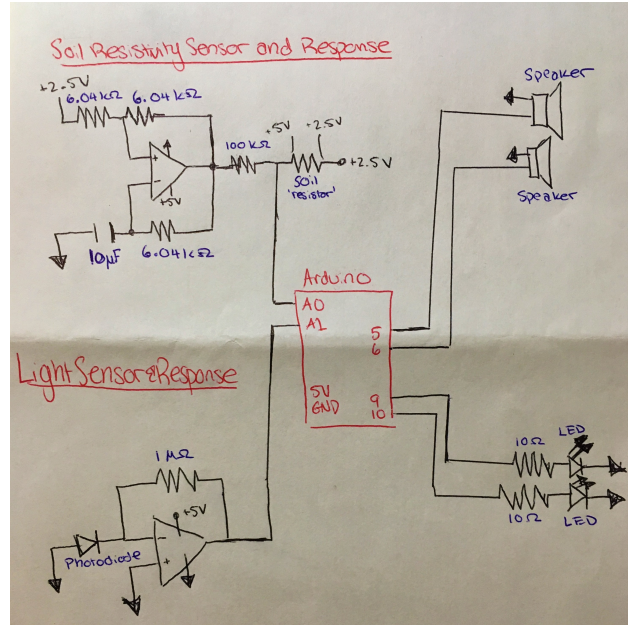 Soil Resistivity Sensor and Response
+2.5V
6.04kΩ
6.04kΩ
+
-
+5V
6.04kΩ
10μF
100kΩ
+5V
+2.5V
+2.5V
Soil
'resistor'
Speaker
Speaker
Arduino
A0
A1
5
6
5V
GND
9
10
Light Sensor & Response
1MΩ
+5V
-
+
Photodiode
10Ω
LED
10Ω
LED